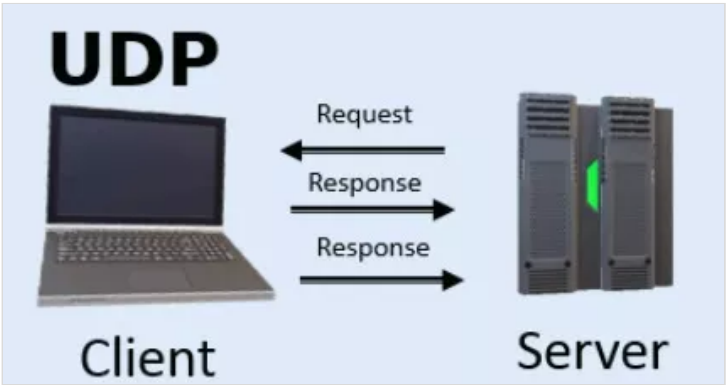 UDP
Request
Response
Response
Client
Server